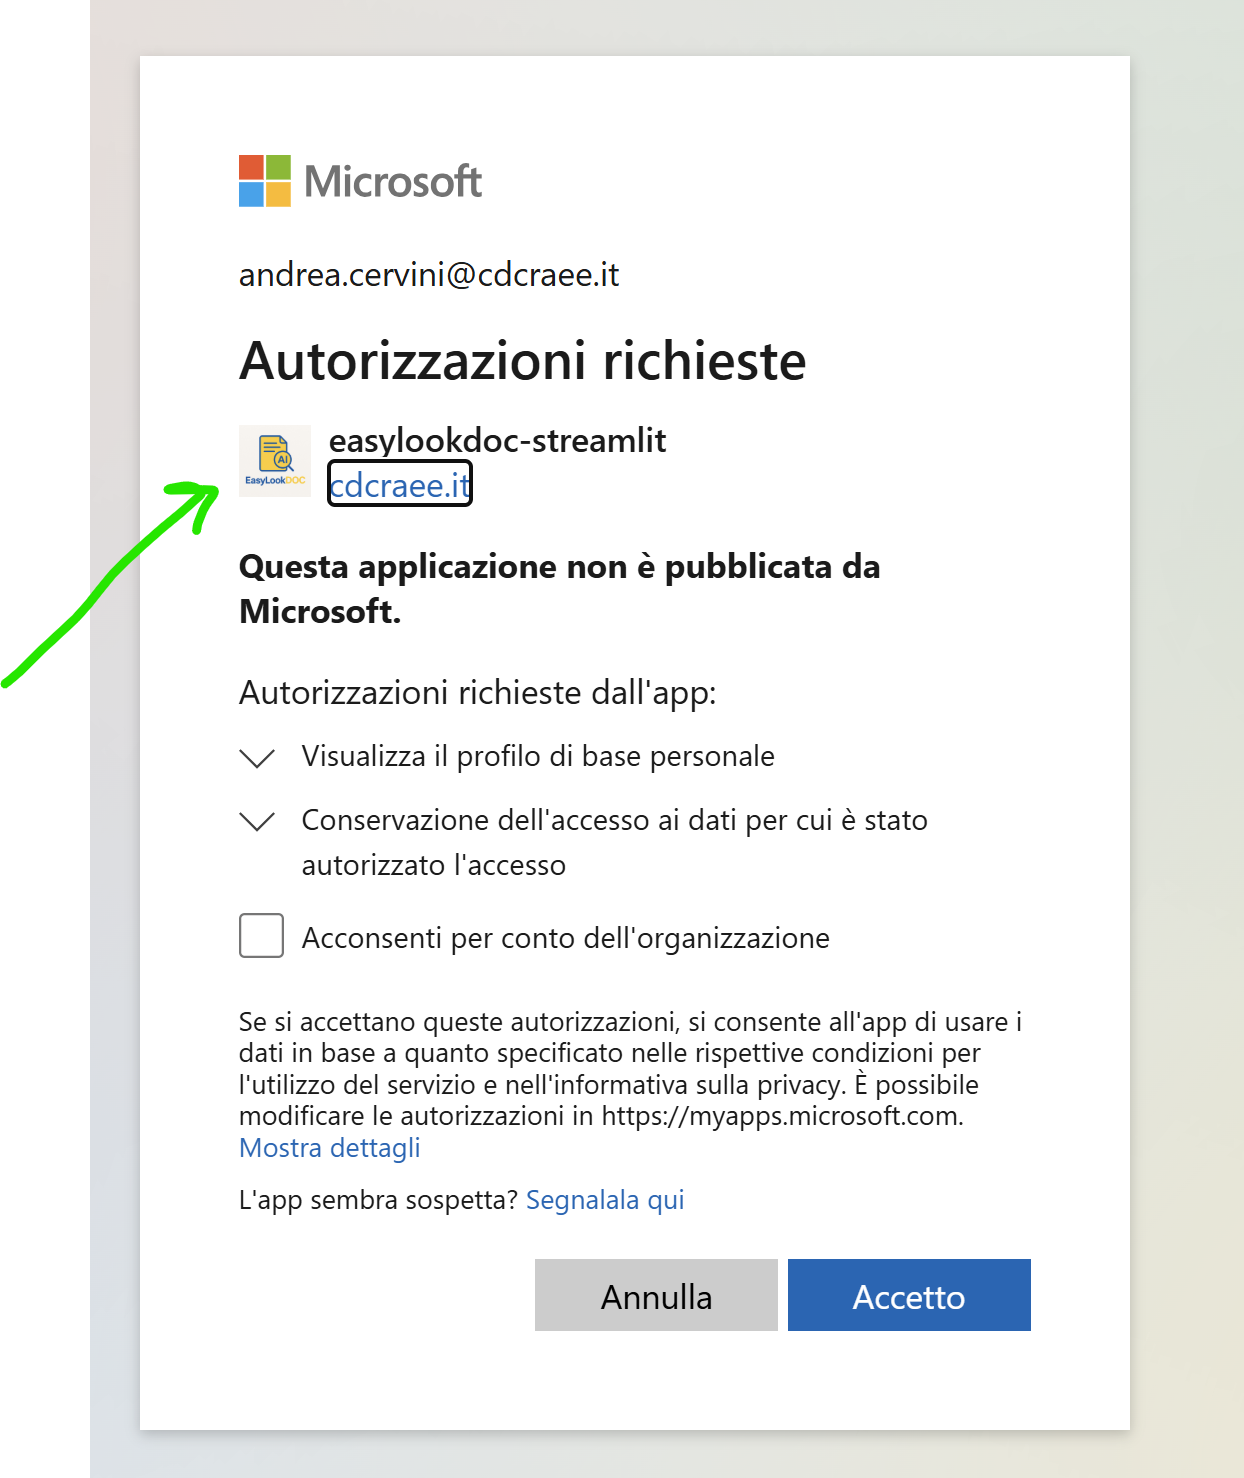 Microsoft
andrea.cervini@cdcraee.it
Autorizzazioni richieste
AI
EasyLookDOC
easylookdoc-streamlit
cdcraee.it
Questa applicazione non è pubblicata da
Microsoft.
Autorizzazioni richieste dall'app:
Visualizza il profilo di base personale
Conservazione dell'accesso ai dati per cui è stato
autorizzato l'accesso
Acconsenti per conto dell'organizzazione
Se si accettano queste autorizzazioni, si consente all'app di usare i
dati in base a quanto specificato nelle rispettive condizioni per
l'utilizzo del servizio e nell'informativa sulla privacy. È possibile
modificare le autorizzazioni in https://myapps.microsoft.com.
Mostra dettagli
L'app sembra sospetta? Segnalala qui
Annulla
Accetto